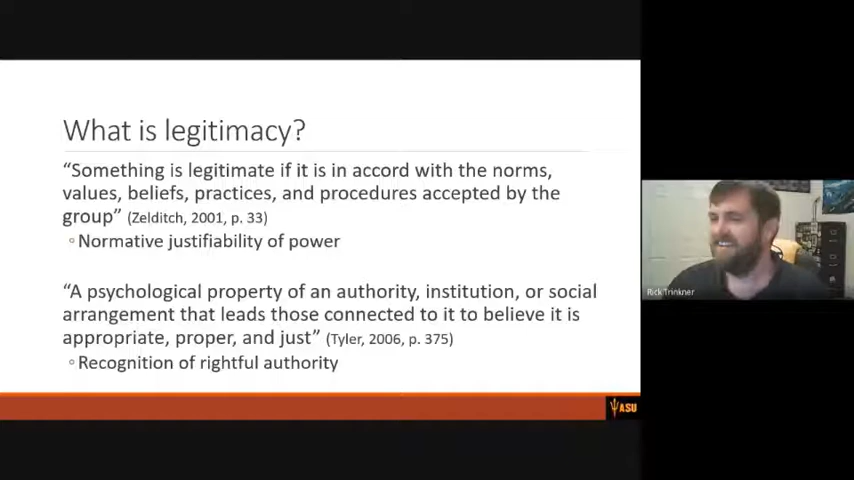 What is legitimacy?
“Something is legitimate if it is in accord with the norms,
values, beliefs, practices, and procedures accepted by the
group” (Zelditch, 2001, p. 33)
◦Normative justifiability of power
“A psychological property of an authority, institution, or social
arrangement that leads those connected to it to believe it is
appropriate, proper, and just” (Tyler, 2006, p. 375)
◦Recognition of rightful authority
ASU
Rick Trinkner